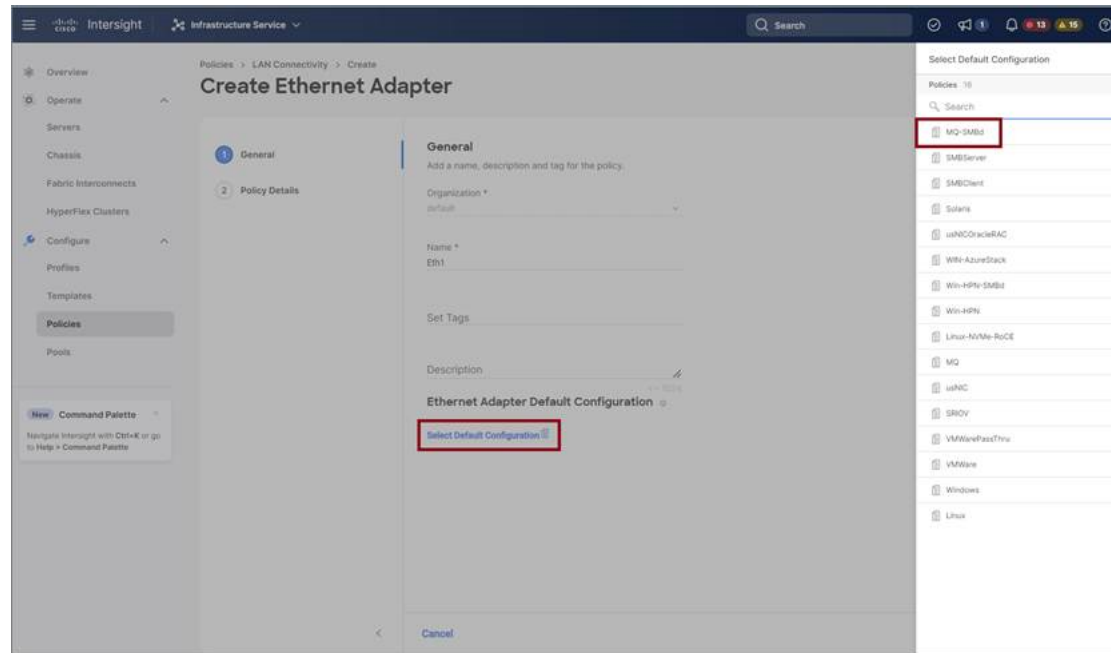 cisco Intersight
Infrastructure Service
Search
1
13
15
Overview
Operate
Servers
Chassis
Fabric Interconnects
HyperFlex Clusters
Configure
Profiles
Templates
Policies
Pools
New Command Palette
Navigate Intersight with Ctrl+K or go
to Help > Command Palette
Policies > LAN Connectivity > Create
Create Ethernet Adapter
1 General
2 Policy Details
General
Add a name, description and tag for the policy.
Organization *
default
Name *
Eth1
Set Tags
Description
Ethernet Adapter Default Configuration
Select Default Configuration
Cancel
Select Default Configuration
Policies 16
Search
MQ-SMBd
SMBServer
SMBClient
Solaris
usNICOracleRAC
WIN-AzureStack
Win-HPN-SMBd
Win-HPN
Linux-NVMe-RoCE
MQ
usNIC
SRIOV
VMWarePassThru
VMWare
Windows
Linux